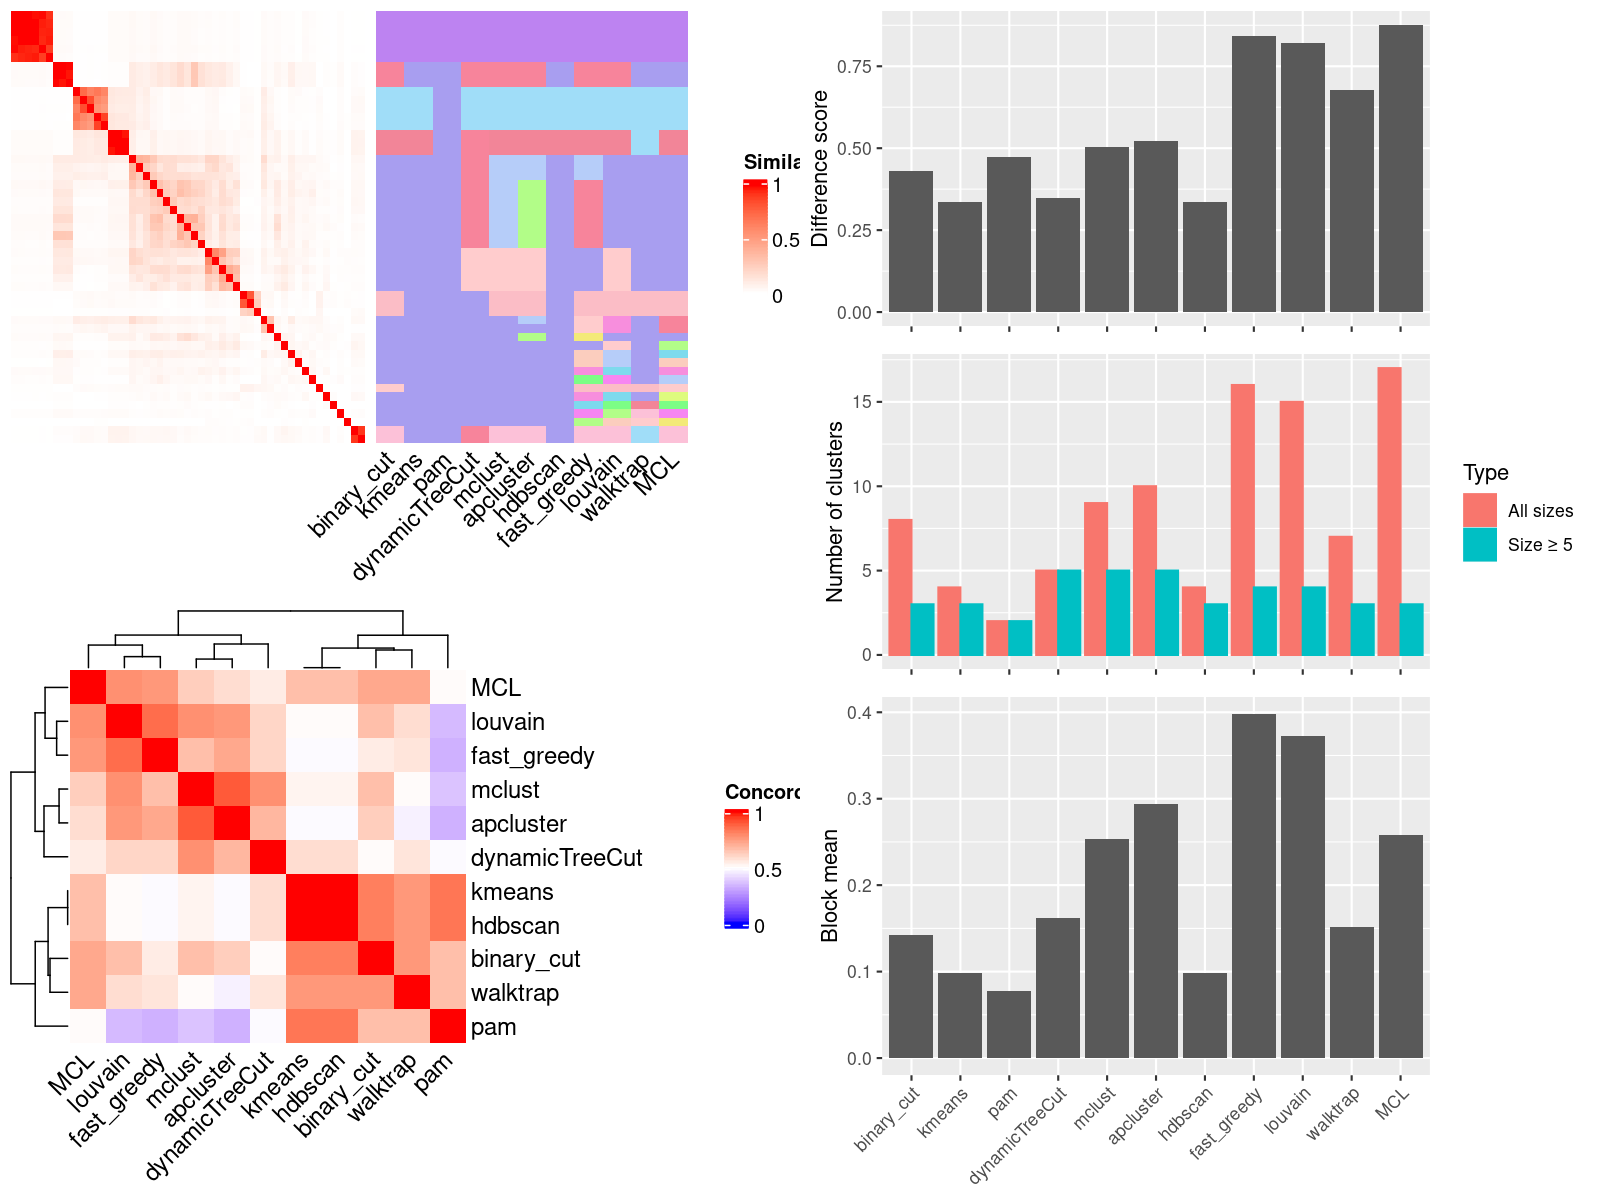 Simila
1
0.5
0
binary_cut
kmeans
pam
dynamicTreeCut
mclust
apcluster
hdbscan
fast_greedy
louvain
walktrap
MCL
MCL
louvain
fast_greedy
mclust
apcluster
dynamicTreeCut
kmeans
hdbscan
binary_cut
walktrap
pam
Concord
1
0.5
0
MCL
louvain
fast_greedy
mclust
apcluster
dynamicTreeCut
kmeans
hdbscan
binary_cut
walktrap
pam
Difference score
0.75
0.50
0.25
0.00
Number of clusters
15
10
5
0
Type
All sizes
Size ≥ 5
Block mean
0.4
0.3
0.2
0.1
0.0
binary_cut
kmeans
pam
dynamicTreeCut
mclust
apcluster
hdbscan
fast_greedy
louvain
walktrap
MCL